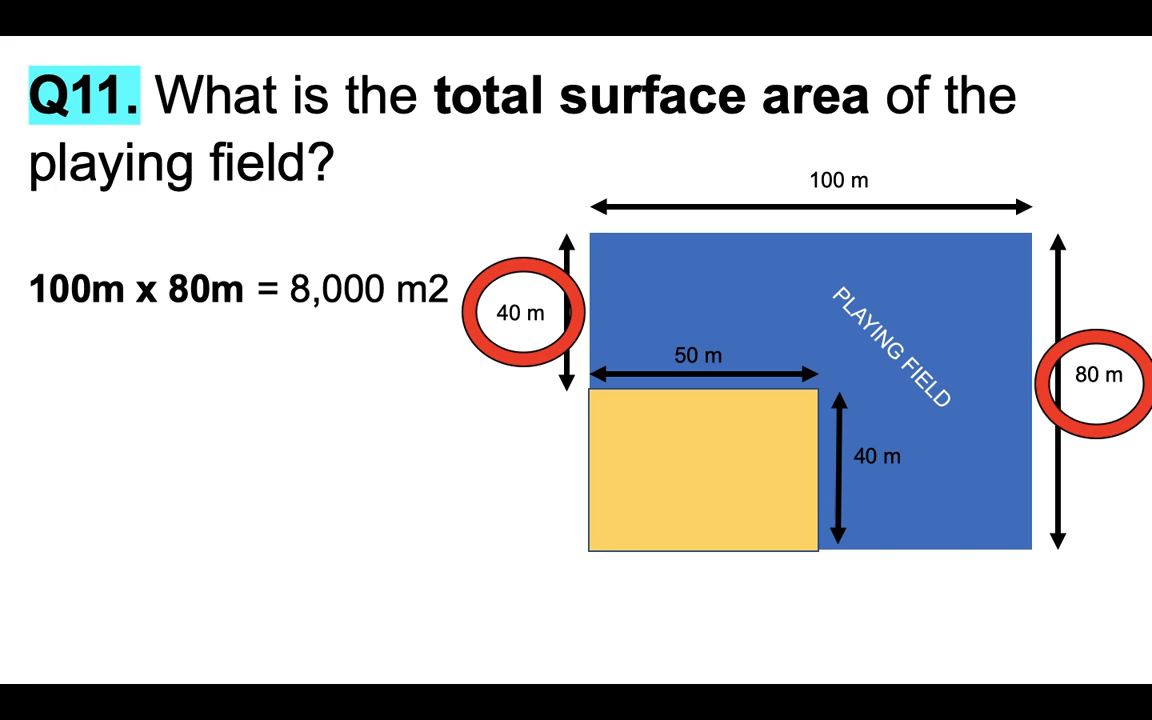 Q11. What is the total surface area of the
playing field?
100 m
100m x 80m = 8,000 m2
40 m
PLAYING FIELD
50 m
80 m
40 m